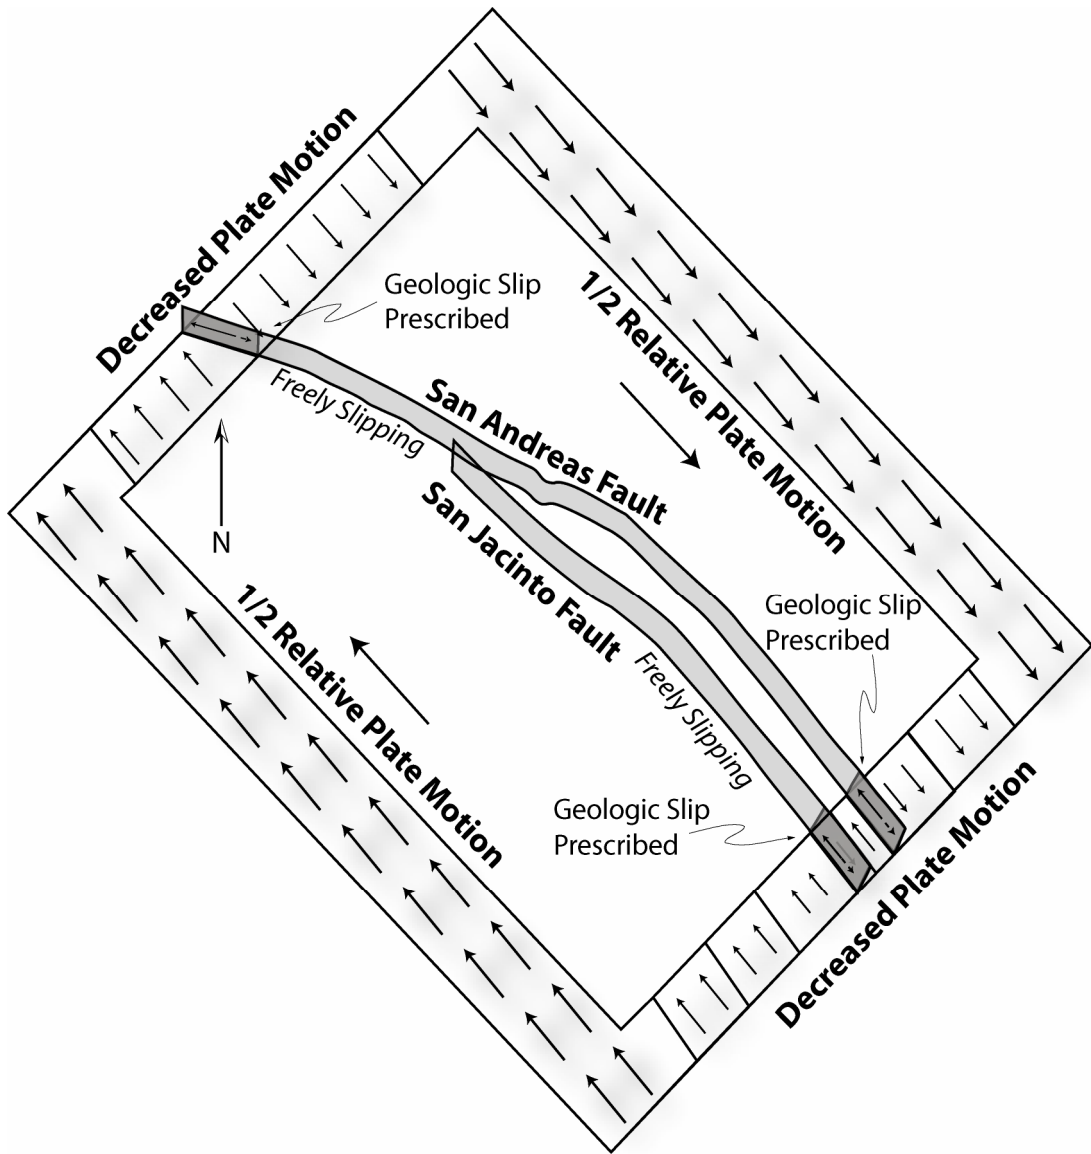 Decreased Plate Motion
Geologic Slip
Prescribed
1/2 Relative Plate Motion
Freely Slipping
San Andreas Fault
San Jacinto Fault
N
1/2 Relative Plate Motion
Geologic Slip
Prescribed
Freely Slipping
Geologic Slip
Prescribed
Decreased Plate Motion